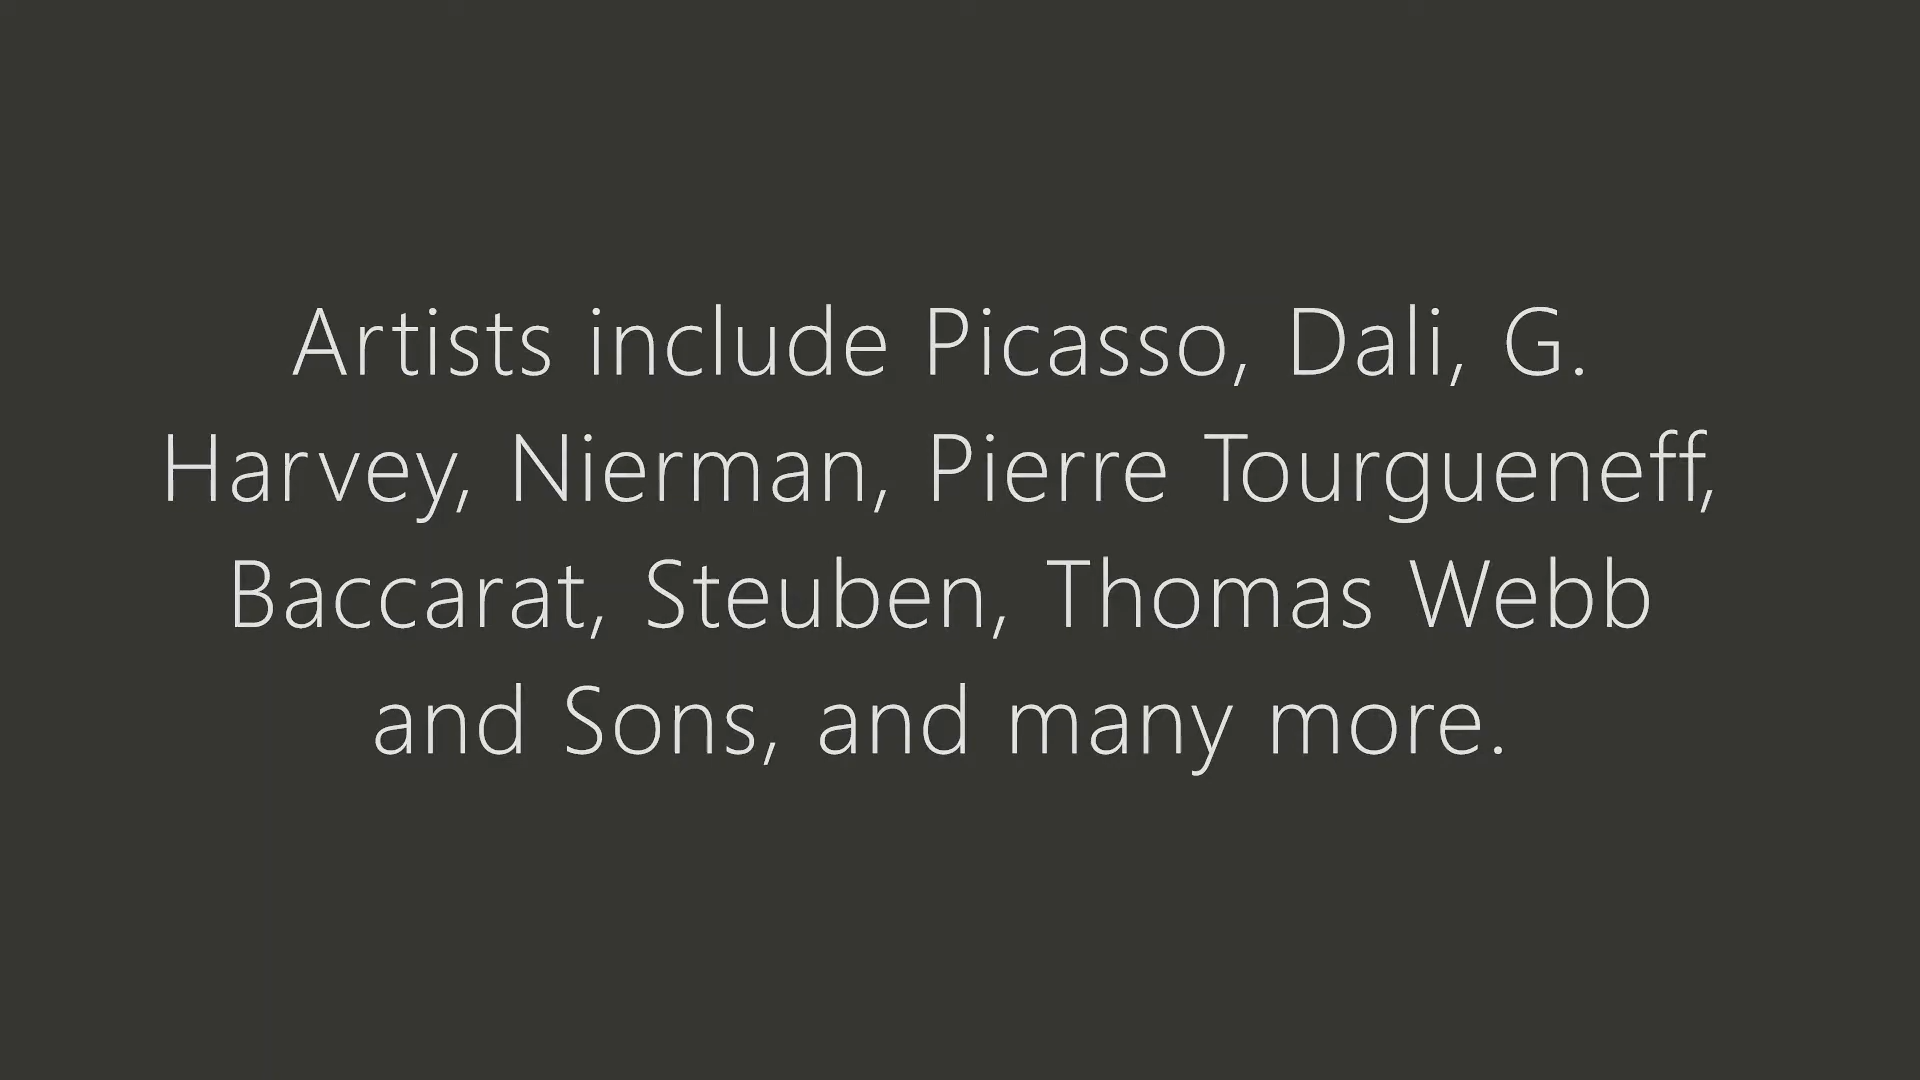 Artists include Picasso, Dali, G.
Harvey, Nierman, Pierre Tourgueneff,
Baccarat, Steuben, Thomas Webb
and Sons, and many more.